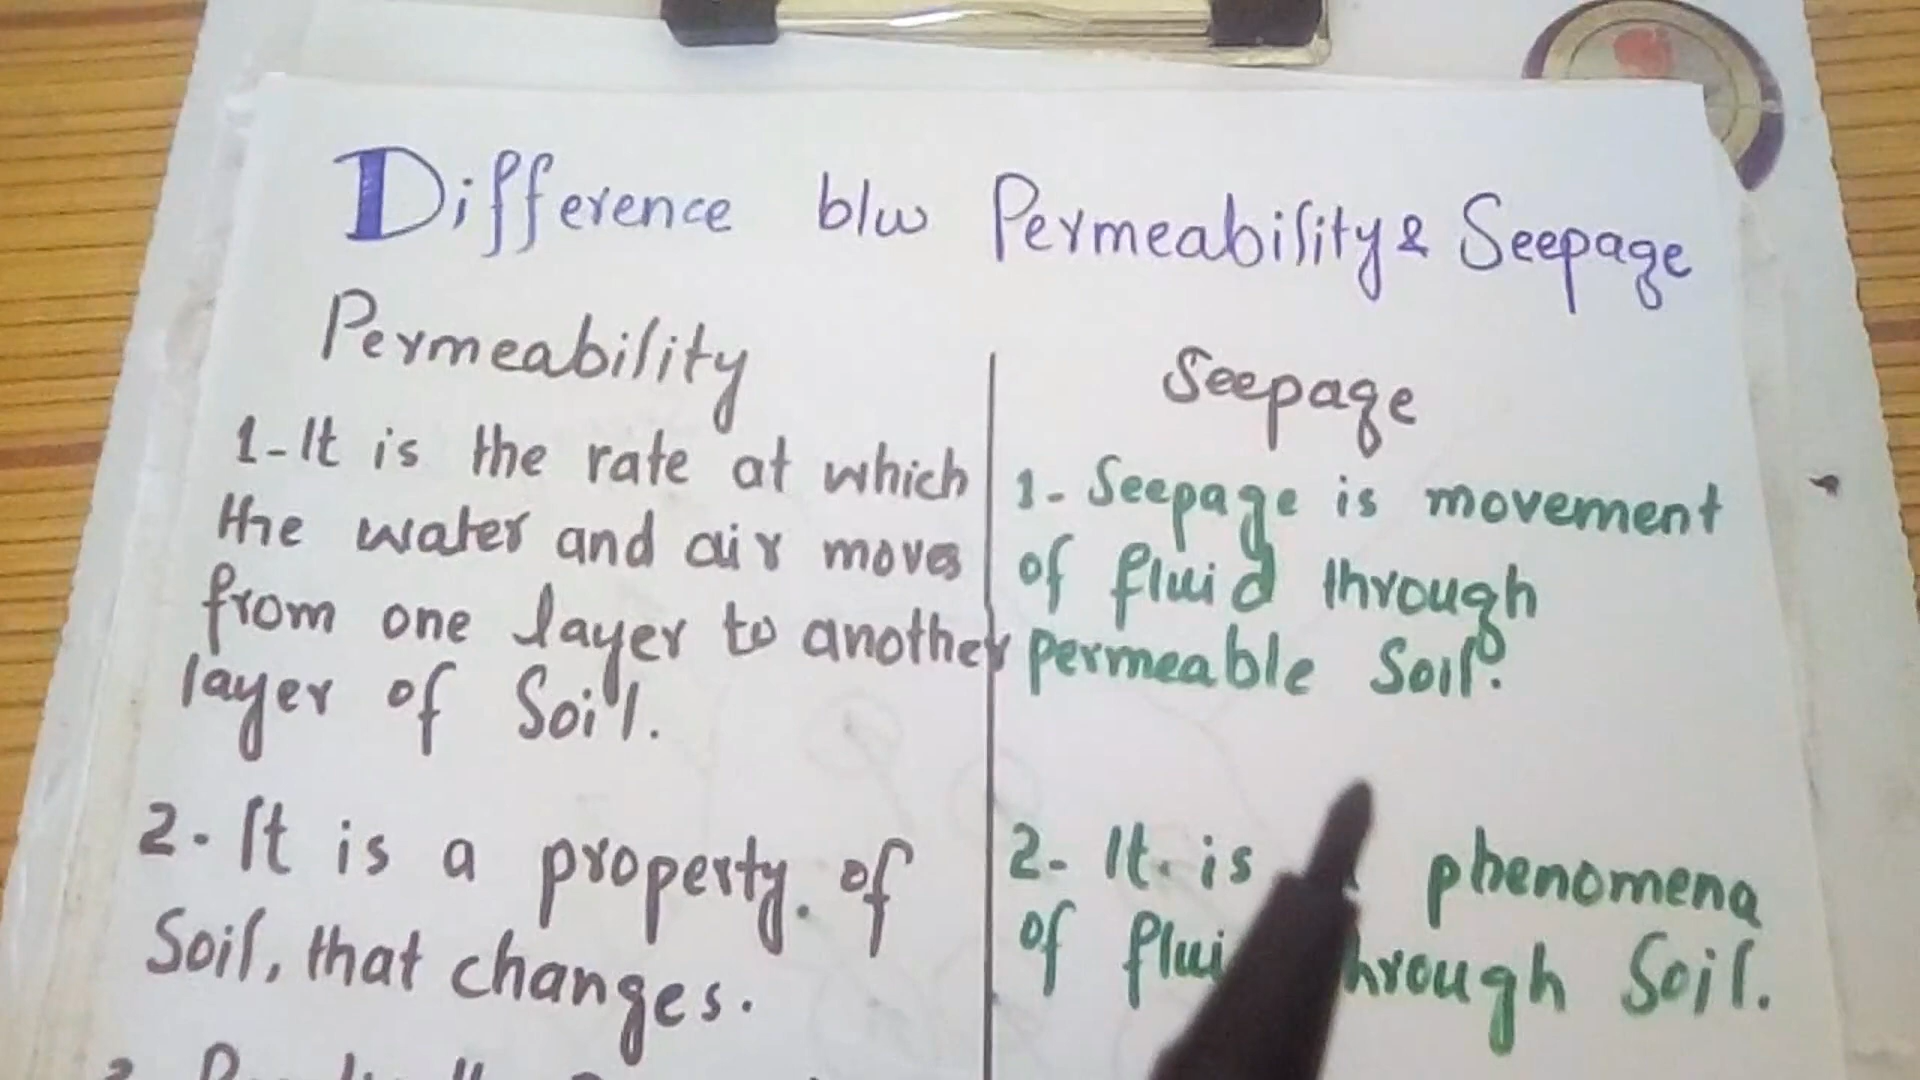 Difference b/w Permeability & Seepage
Permeability
1- It is the rate at which
the water and air moves
from one layer to another
layer of Soil.
2. It is a property. of
Soil, that changes.
Seepage
1- Seepage is movement
of fluid through
permeable Soil.
2- It. is phenomena
of through Soil.